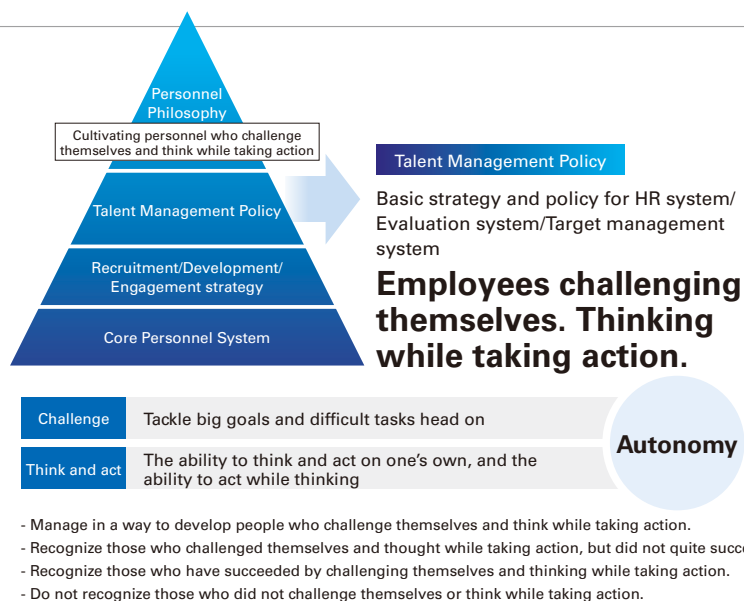 Personnel
Philosophy
Cultivating personnel who challenge
themselves and think while taking action
Talent Management Policy
Recruitment/Development/
Engagement strategy
Core Personnel System
Talent Management Policy
Basic strategy and policy for HR system/
Evaluation system/Target management
system
Employees challenging
themselves. Thinking
while taking action.
Challenge
Tackle big goals and difficult tasks head on
Think and act
The ability to think and act on one’s own, and the
ability to act while thinking
Autonomy
- Manage in a way to develop people who challenge themselves and think while taking action.
- Recognize those who challenged themselves and thought while taking action, but did not quite
- Recognize those who have succeeded by challenging themselves and thinking while taking action.
- Do not recognize those who did not challenge themselves or think while taking action.